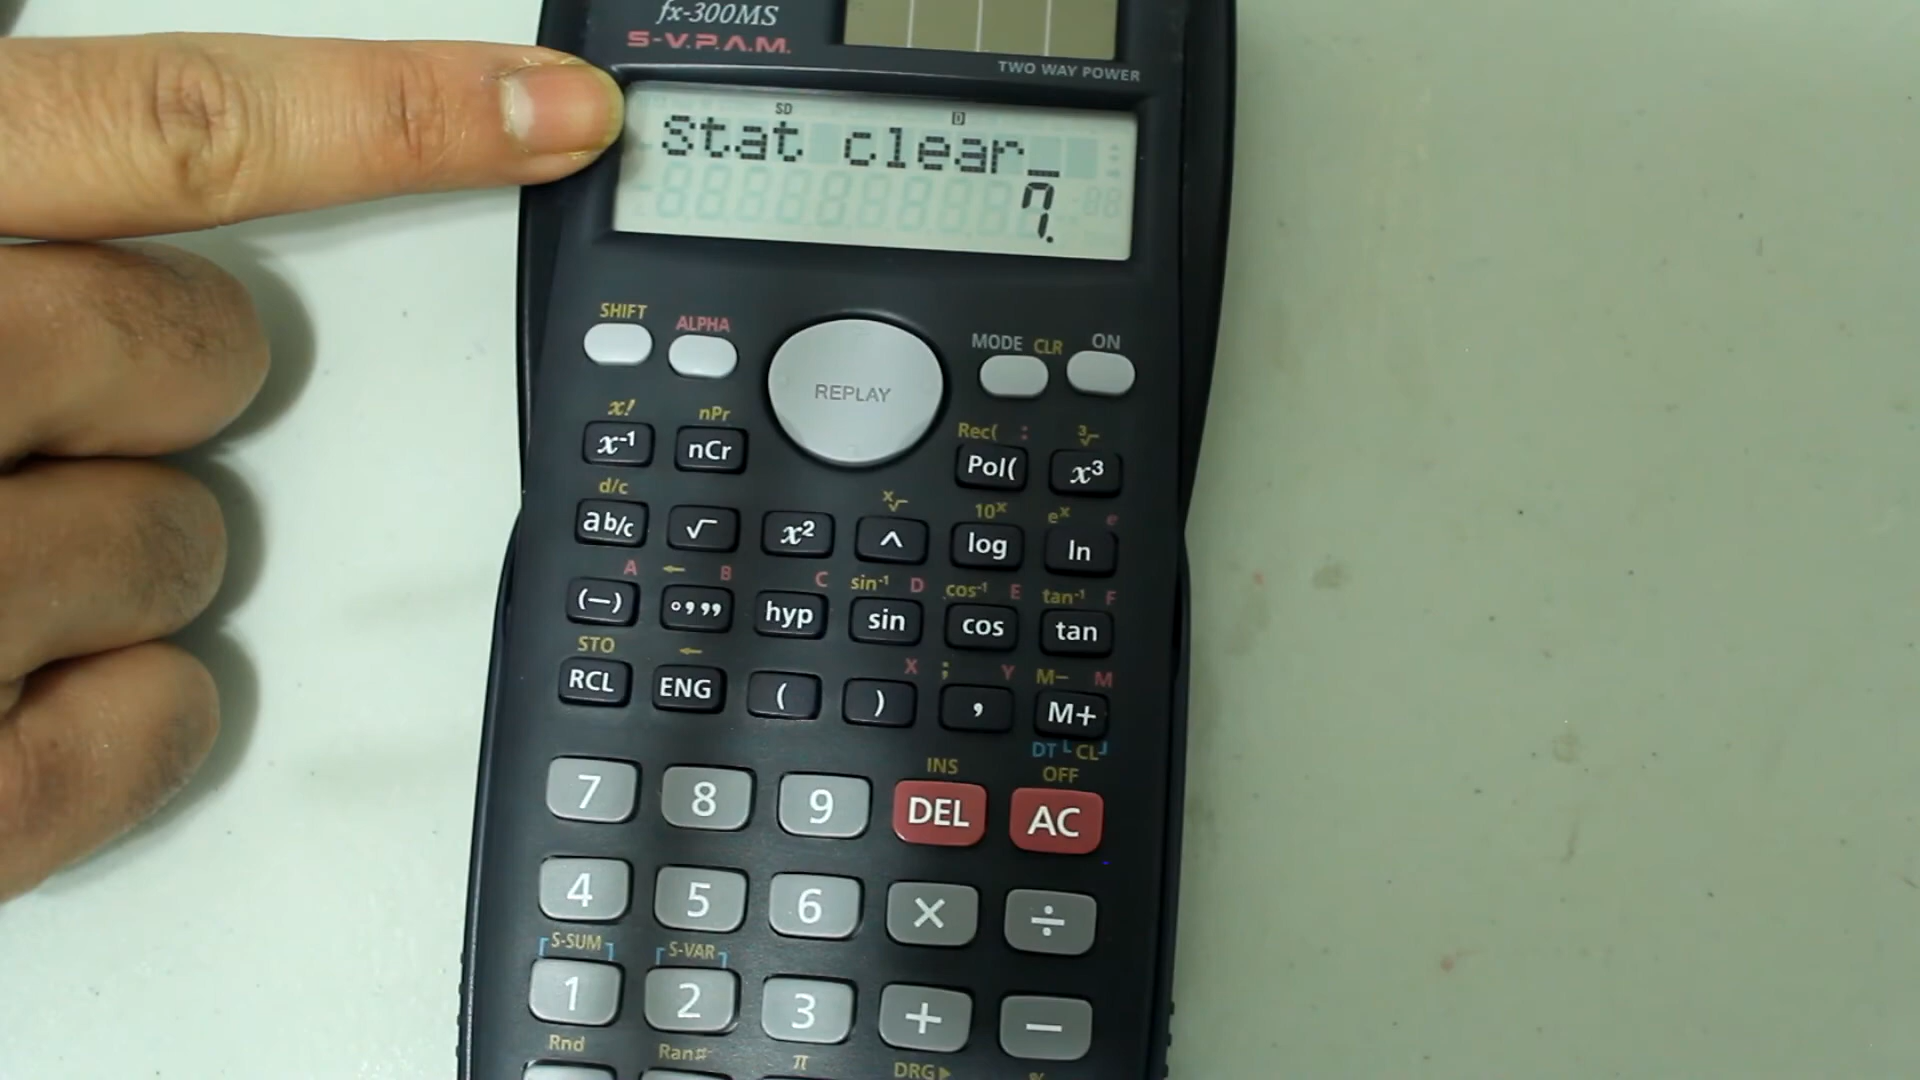 fx-300MS
S-V.P.A.M.
TWO WAY POWER
SD D
Stat clear_
7.
SHIFT ALPHA MODE CLR ON
REPLAY
x! nPr Rec( : ³√
x⁻¹ nCr Pol( x³
d/c ˣ√ 10ˣ eˣ e
ab/c √ x² ^ log ln
A ← B C sin⁻¹ D cos⁻¹ E tan⁻¹ F
(−) °,,, hyp sin cos tan
STO ← X ; Y M− M
RCL ENG ( ) , M+
DT CL
INS OFF
7 8 9 DEL AC
4 5 6 × ÷
S-SUM S-VAR
1 2 3 + −
Rnd Ran# π DRG▶ %